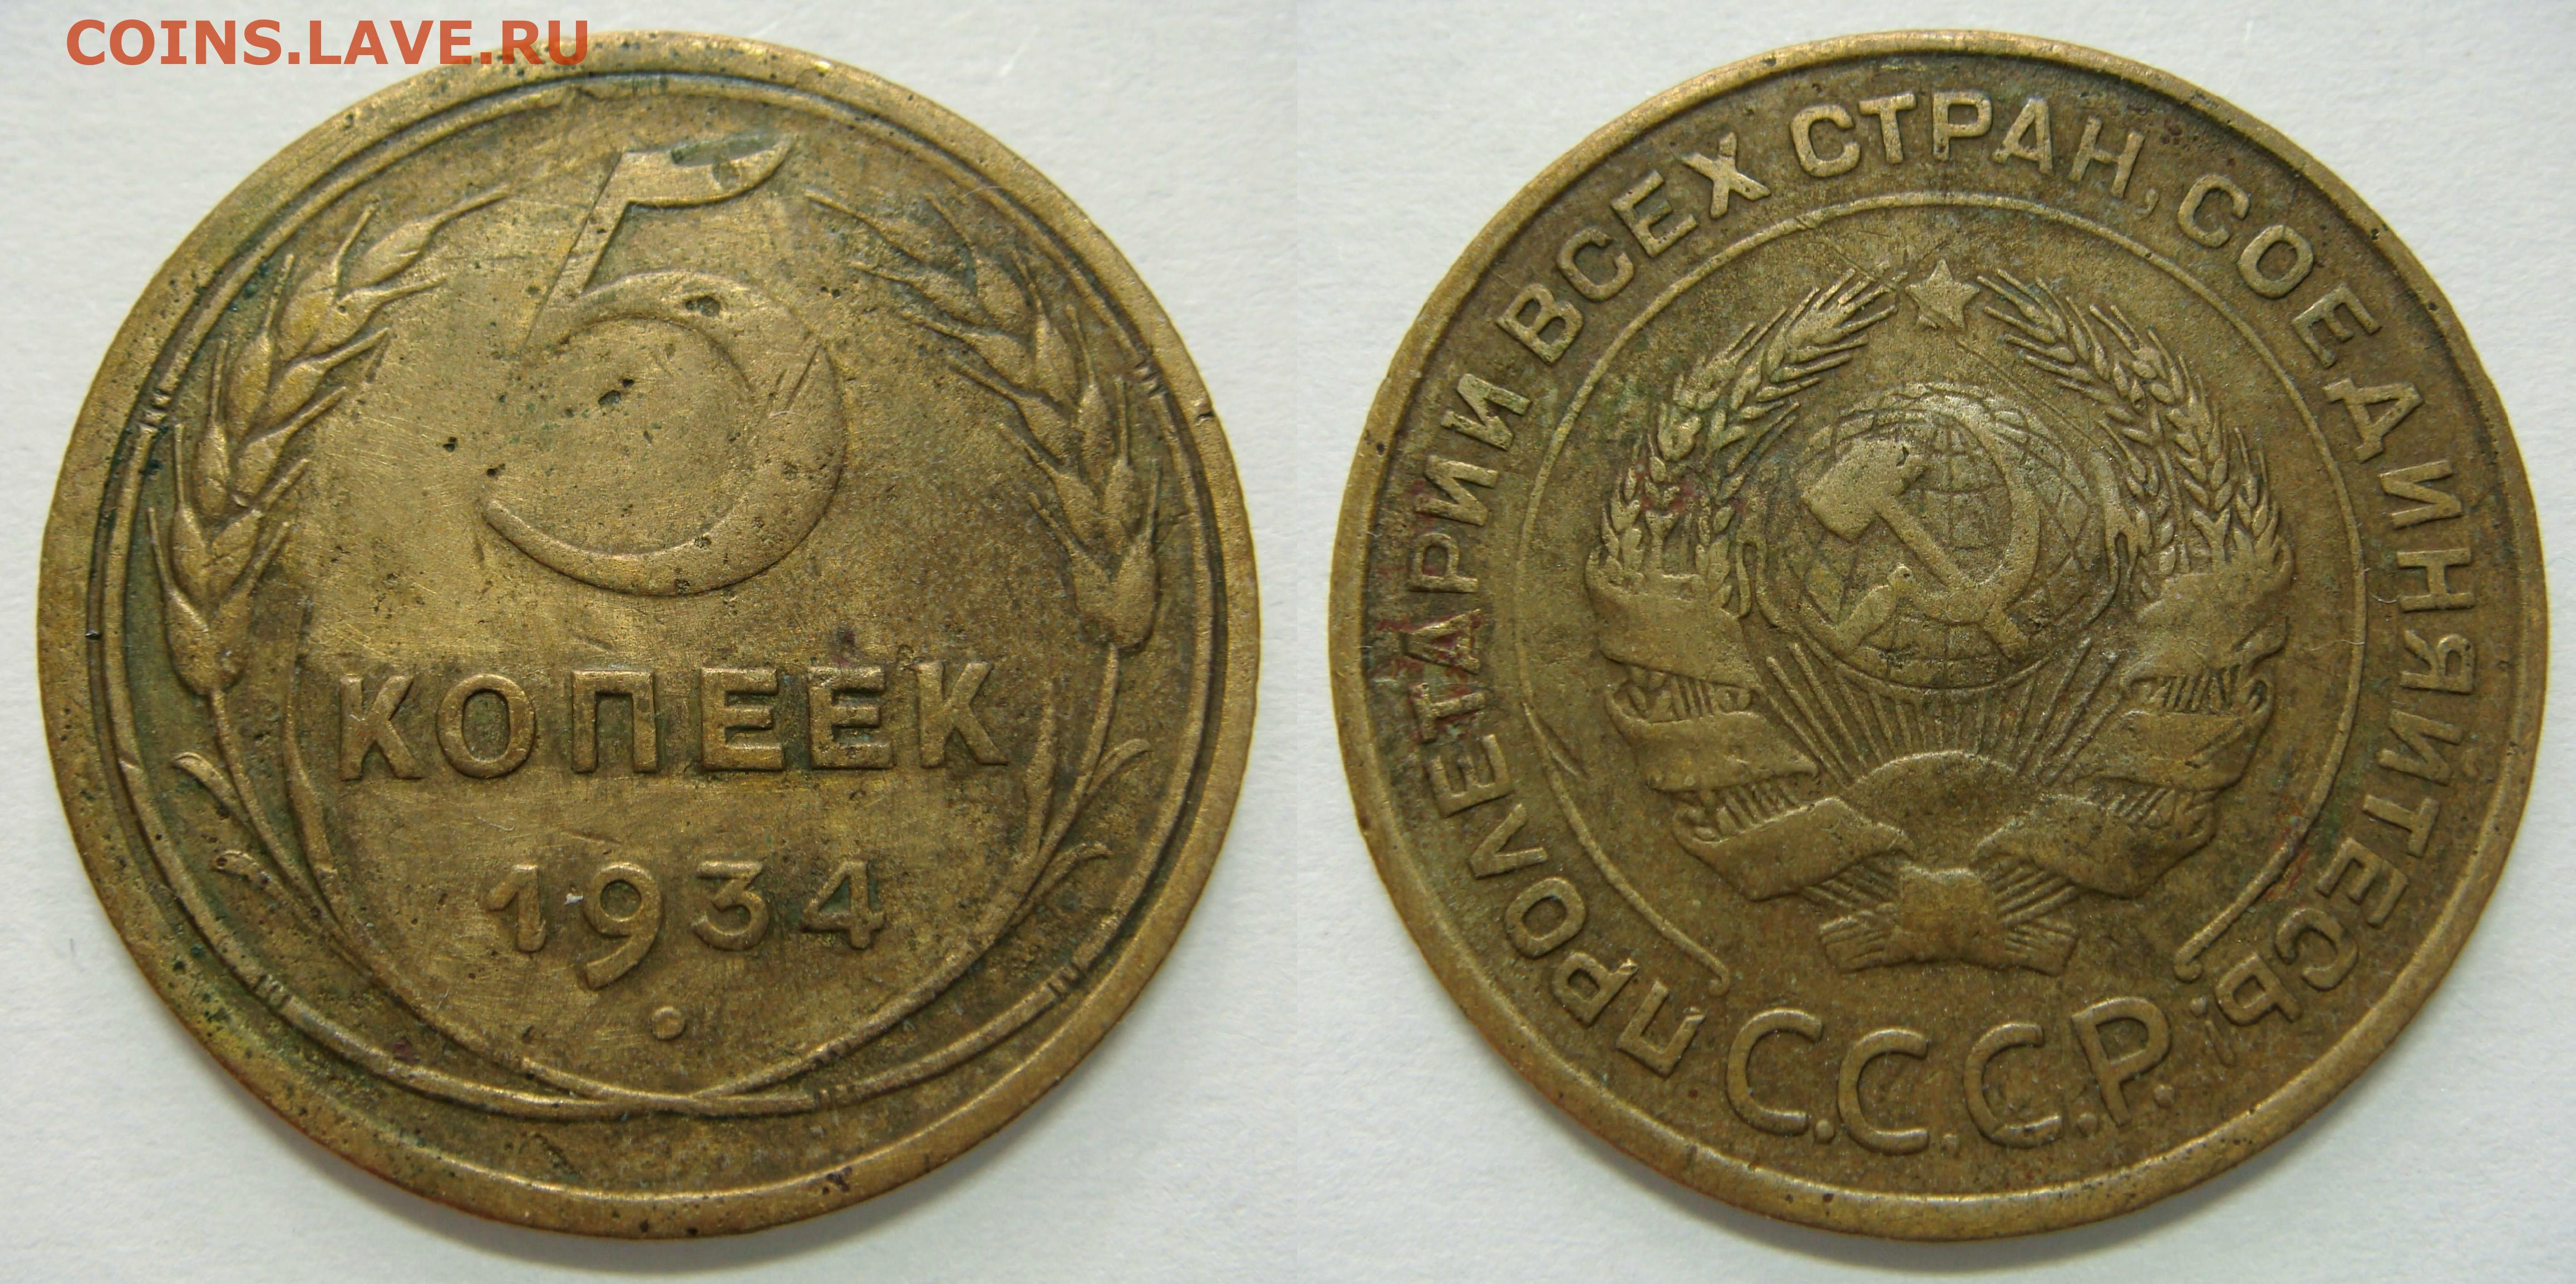 COINS.LAVE.RU
5
КОПЕЕК
1934
ПРОЛЕТАРИИ ВСЕХ СТРАН, СОЕДИНЯЙТЕСЬ!
С.С.С.Р.